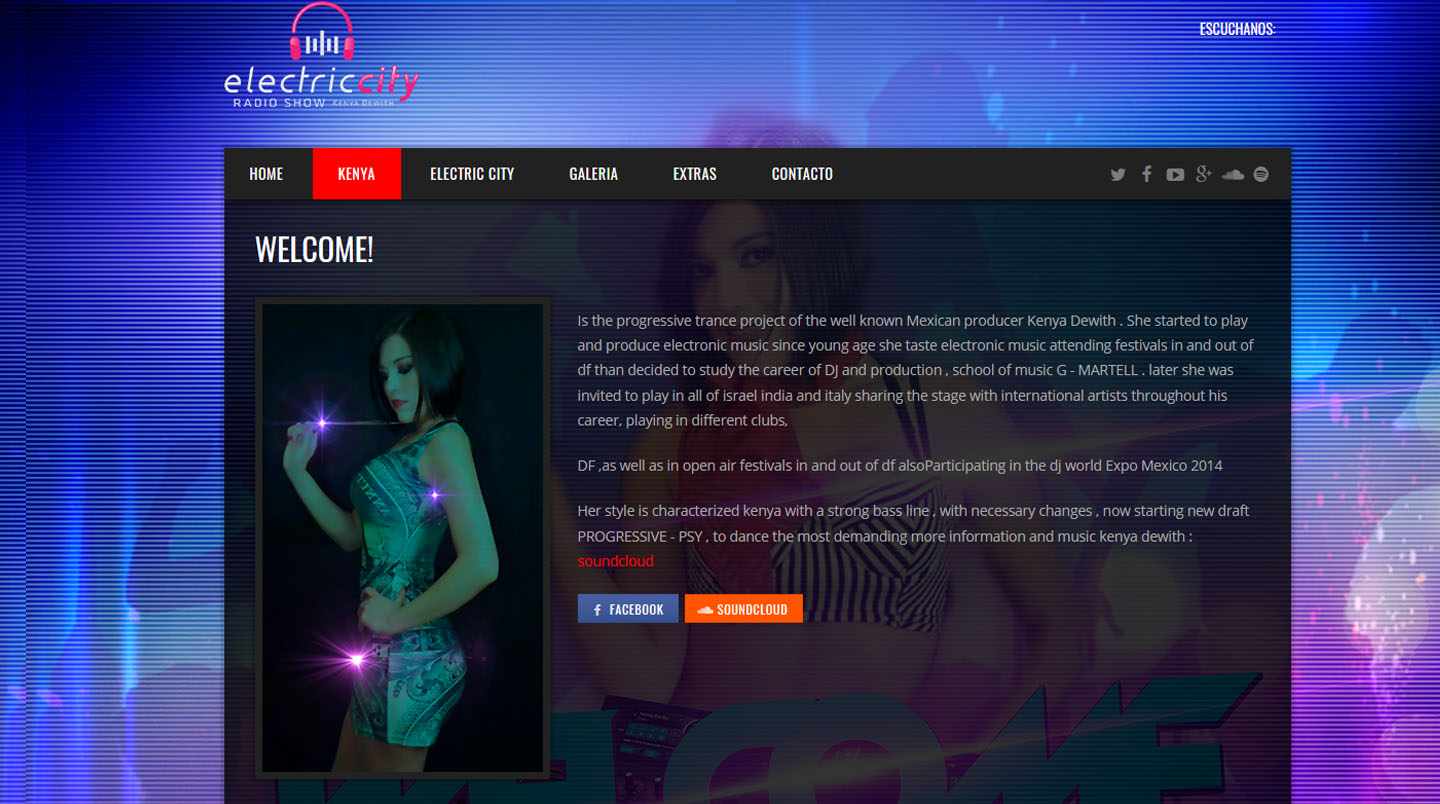 electriccity
RADIO SHOW KENYA DEWITH
ESCUCHANOS:
HOME KENYA ELECTRIC CITY GALERIA EXTRAS CONTACTO
WELCOME!
Is the progressive trance project of the well known Mexican producer Kenya Dewith . She started to play
and produce electronic music since young age she taste electronic music attending festivals in and out of
df than decided to study the career of DJ and production , school of music G - MARTELL . later she was
invited to play in all of israel india and italy sharing the stage with international artists throughout his
career, playing in different clubs,
DF ,as well as in open air festivals in and out of df alsoParticipating in the dj world Expo Mexico 2014
Her style is characterized kenya with a strong bass line , with necessary changes , now starting new draft
PROGRESSIVE - PSY , to dance the most demanding more information and music kenya dewith :
soundcloud
FACEBOOK SOUNDCLOUD